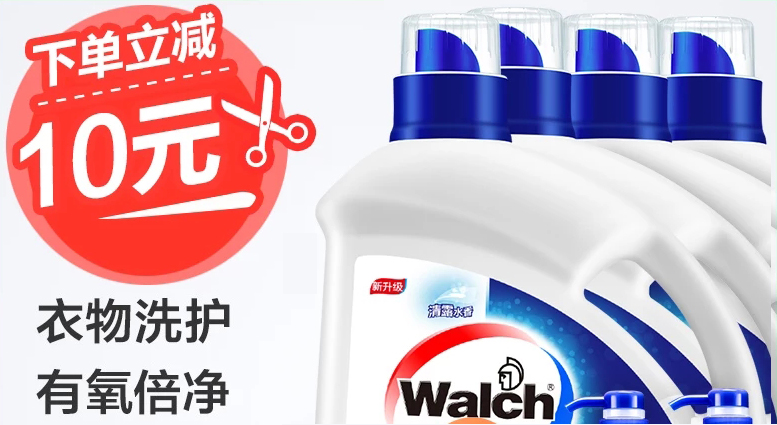 下单立减
10元
衣物洗护
有氧倍净
新升级
清露水香
Walch®